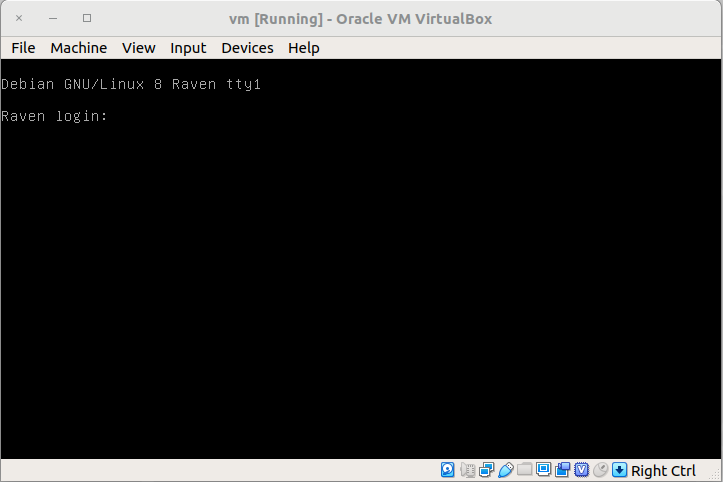 vm [Running] - Oracle VM VirtualBox
File Machine View Input Devices Help
Debian GNU/Linux 8 Raven tty1
Raven login:
Right Ctrl